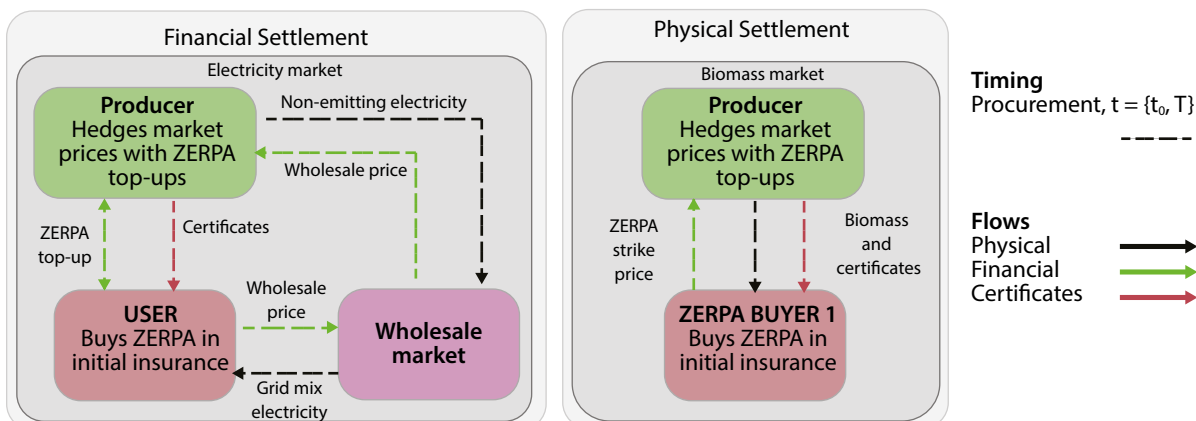 Financial Settlement
Electricity market
Producer
Hedges market
prices with ZERPA
top-ups
Non-emitting electricity
Wholesale price
ZERPA
top-up
Certificates
USER
Buys ZERPA in
initial insurance
Wholesale
price
Wholesale
market
Grid mix
electricity
Physical Settlement
Biomass market
Producer
Hedges market
prices with ZERPA
top-ups
ZERPA
strike
price
Biomass
and
certificates
ZERPA BUYER 1
Buys ZERPA in
initial insurance
Timing
Procurement, t = {t₀, T}
Flows
Physical
Financial
Certificates